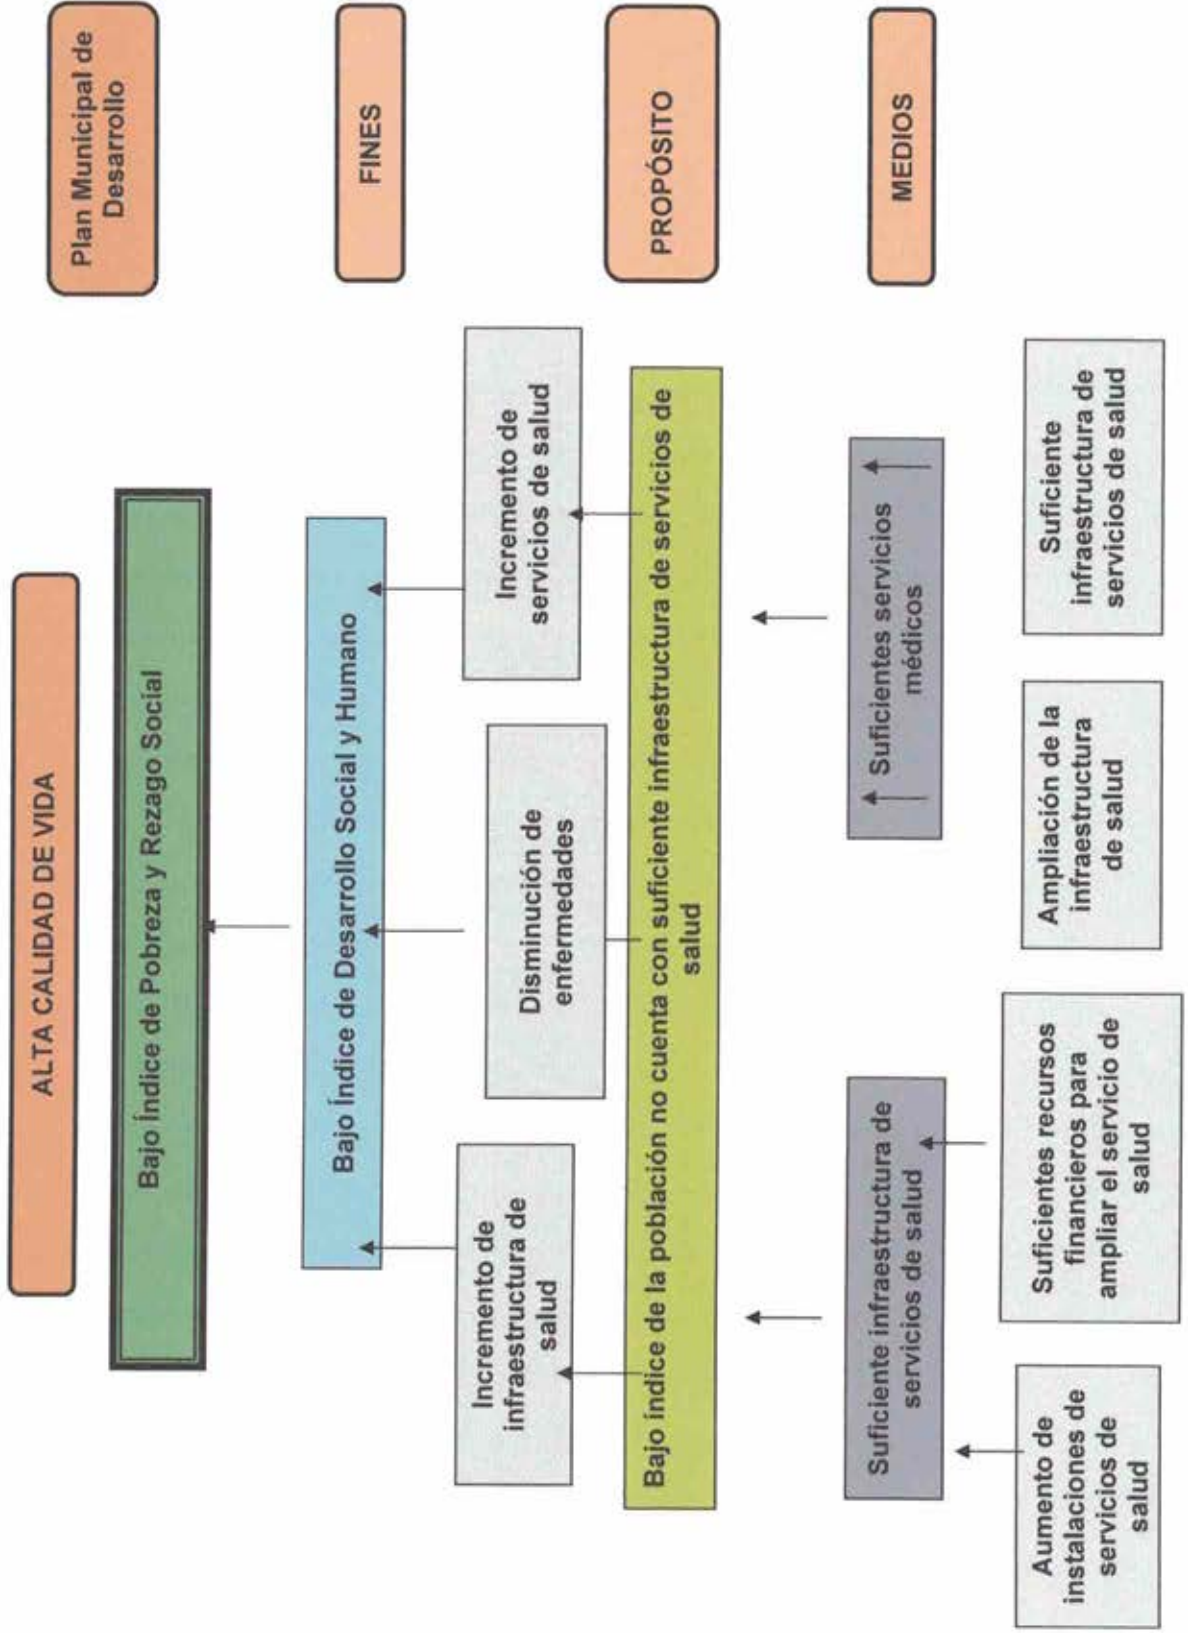 ALTA CALIDAD DE VIDA
Plan Municipal de
Desarrollo
Bajo Índice de Pobreza y Rezago Social
FINES
Bajo Índice de Desarrollo Social y Humano
Incremento de
infraestructura de
salud
Disminución de
enfermedades
Incremento de
servicios de salud
PROPÓSITO
Bajo índice de la población no cuenta con suficiente infraestructura de servicios de
salud
MEDIOS
Suficiente infraestructura de
servicios de salud
Suficientes servicios
médicos
Aumento de
instalaciones de
servicios de
salud
Suficientes recursos
financieros para
ampliar el servicio de
salud
Ampliación de la
infraestructura
de salud
Suficiente
infraestructura de
servicios de salud